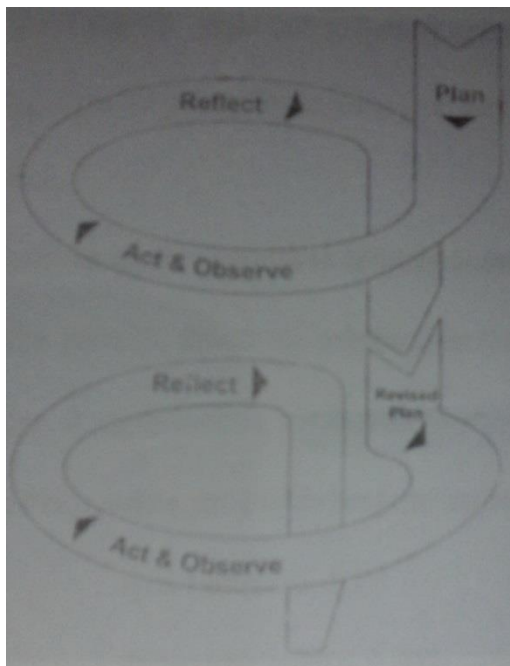 Plan
Reflect
Act & Observe
Revised
Plan
Reflect
Act & Observe